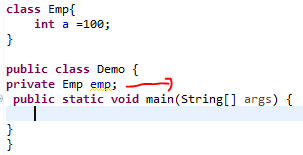 class Emp{
int a =100;
}
public class Demo {
private Emp emp;
public static void main(String[] args) {
}
}